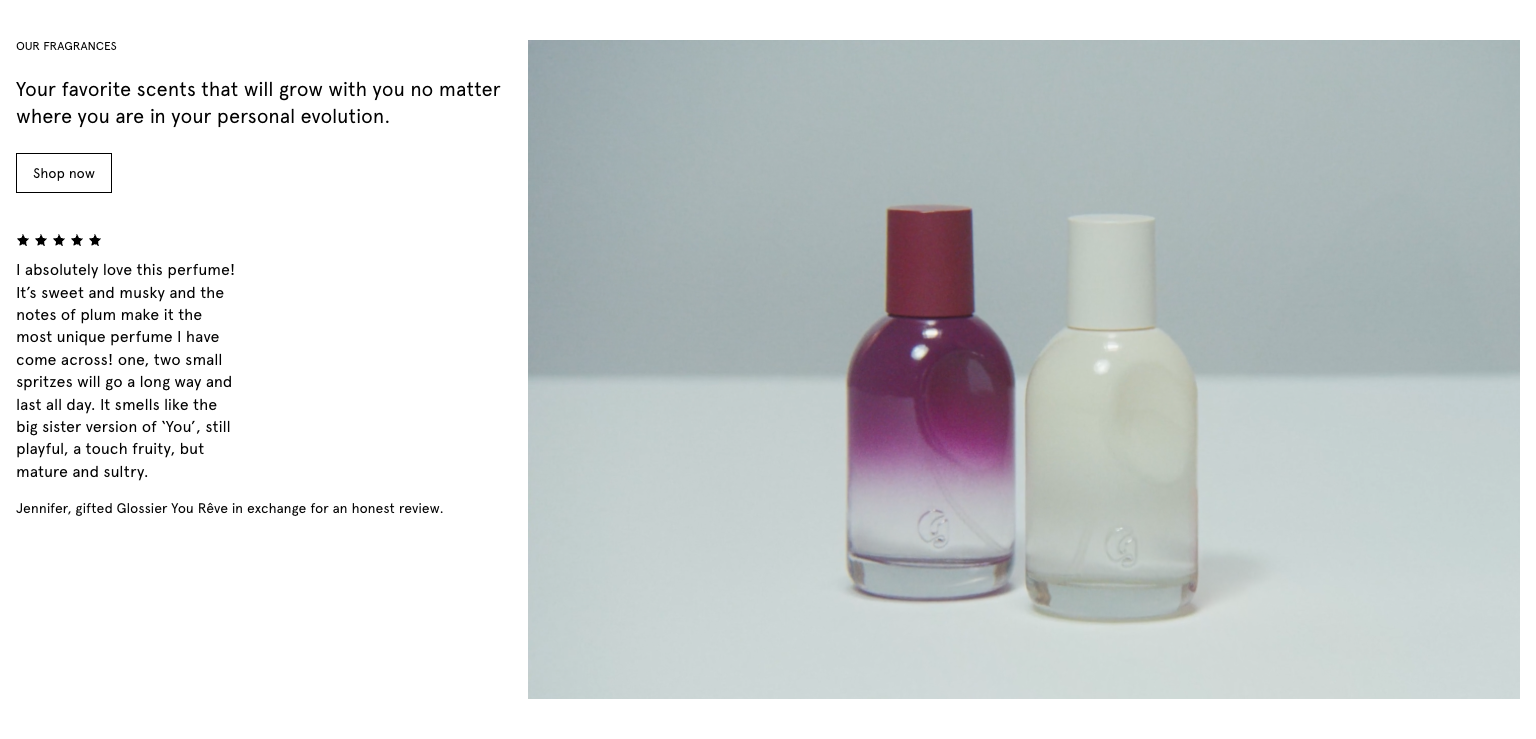 OUR FRAGRANCES
Your favorite scents that will grow with you no matter
where you are in your personal evolution.
Shop now
I absolutely love this perfume!
It’s sweet and musky and the
notes of plum make it the
most unique perfume I have
come across! one, two small
spritzes will go a long way and
last all day. It smells like the
big sister version of ‘You’, still
playful, a touch fruity, but
mature and sultry.
Jennifer, gifted Glossier You Rêve in exchange for an honest review.
G
G